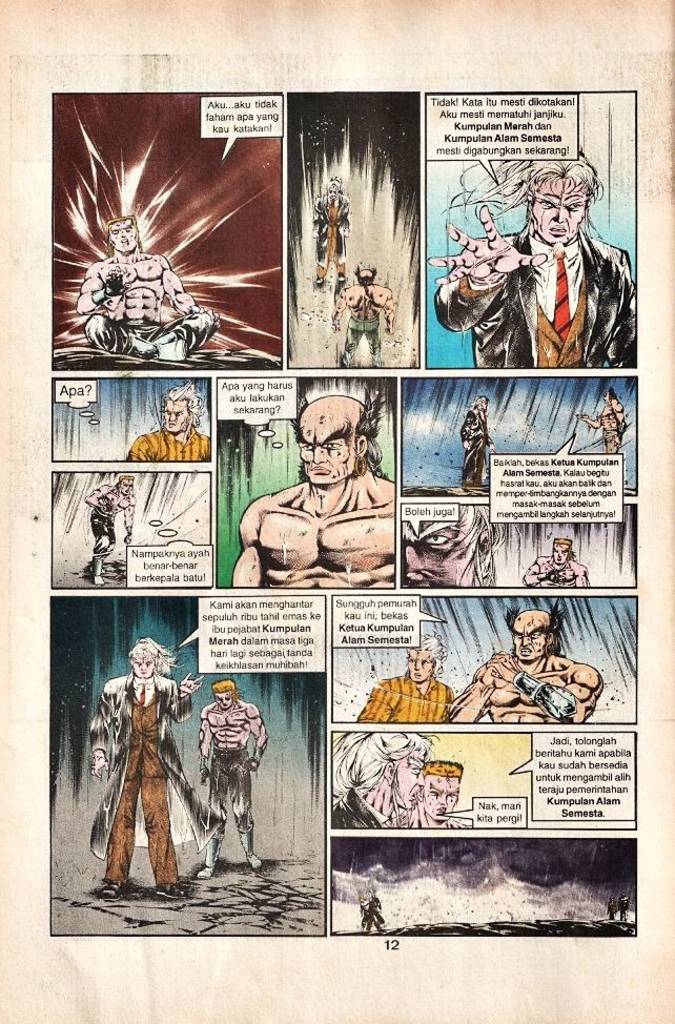 Aku...aku tidak
faham apa yang
kau katakan!
Tidak! Kata itu mesti dikotakan!
Aku mesti mematuhi janjiku.
Kumpulan Merah dan
Kumpulan Alam Semesta
mesti digabungkan sekarang!
Apa?
Nampaknya ayah
benar-benar
berkepala batu!
Apa yang harus
aku lakukan
sekarang?
Baiklah, bekas Ketua Kumpulan
Alam Semesta. Kalau begitu
hasrat kau, aku akan balik dan
memper-timbangkannya dengan
masak-masak sebelum
mengambil langkah selanjutnya!
Boleh juga!
Kami akan menghantar
sepuluh ribu tahil emas ke
ibu pejabat Kumpulan
Merah dalam masa tiga
hari lagi sebagai tanda
keikhlasan muhibah!
Sungguh pemurah
kau ini, bekas
Ketua Kumpulan
Alam Semesta!
Jadi, tolonglah
beritahu kami apabila
kau sudah bersedia
untuk mengambil alih
teraju pemerintahan
Kumpulan Alam
Semesta.
Nak, mari
kita pergi!
12